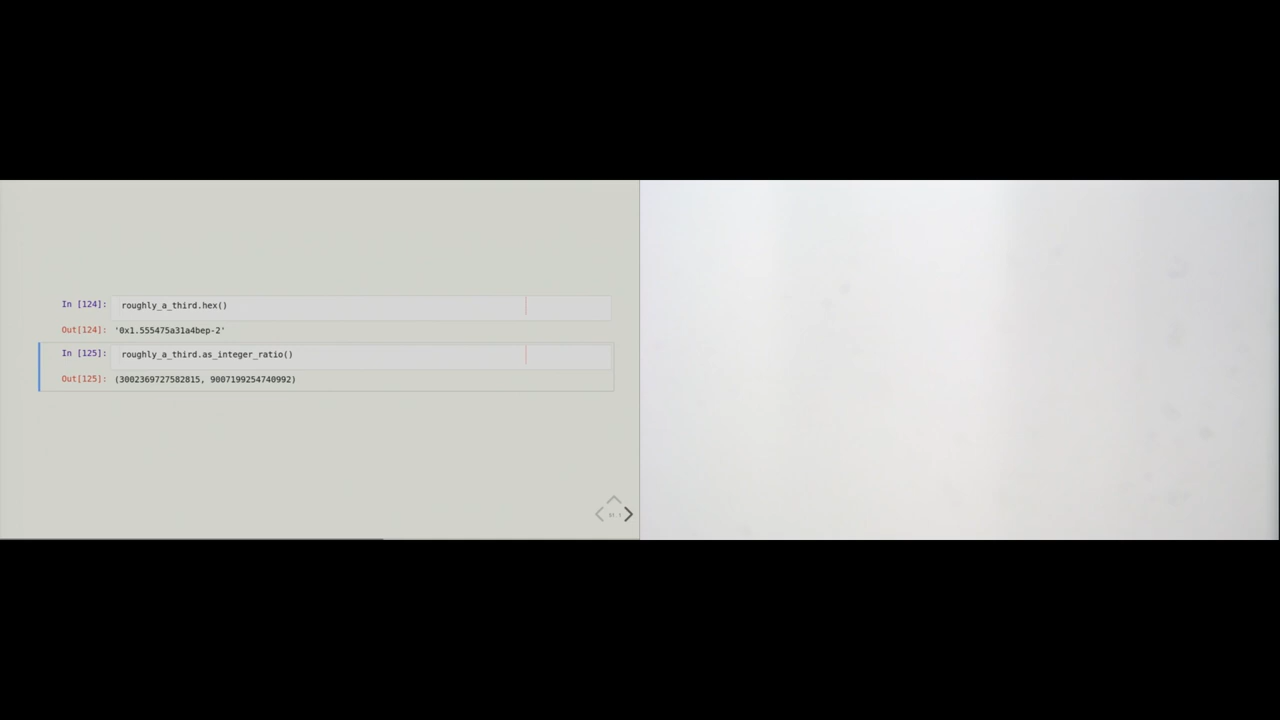 In [124]: roughly_a_third.hex()
Out[124]: '0x1.555475a31a4bep-2'
In [125]: roughly_a_third.as_integer_ratio()
Out[125]: (3002369727582815, 9007199254740992)